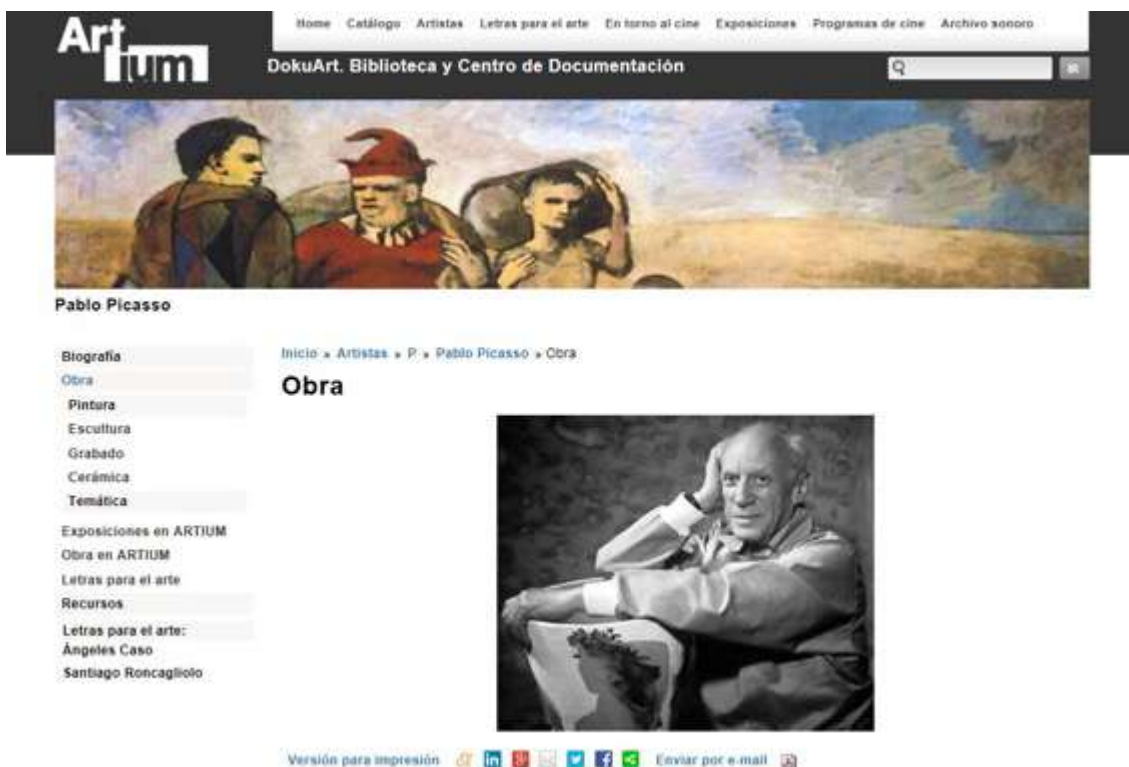 Art
ium
Home Catálogo Artistas Letras para el arte En torno al cine Exposiciones Programas de cine Archivo sonoro
DokuArt. Biblioteca y Centro de Documentación
Pablo Picasso
Biografía
Obra
Pintura
Escultura
Grabado
Cerámica
Temática
Exposiciones en ARTIUM
Obra en ARTIUM
Letras para el arte
Recursos
Letras para el arte:
Ángeles Caso
Santiago Roncagliolo
Inicio » Artistas » P » Pablo Picasso » Obra
Obra
Versión para impresión
Enviar por e-mail